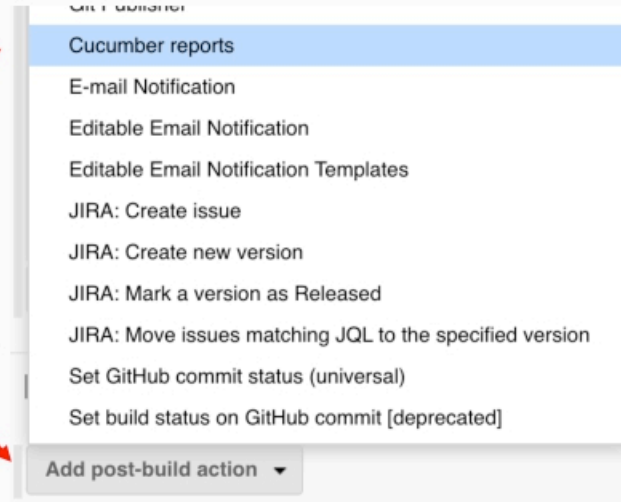 Git Publisher
Cucumber reports
E-mail Notification
Editable Email Notification
Editable Email Notification Templates
JIRA: Create issue
JIRA: Create new version
JIRA: Mark a version as Released
JIRA: Move issues matching JQL to the specified version
Set GitHub commit status (universal)
Set build status on GitHub commit [deprecated]
Add post-build action